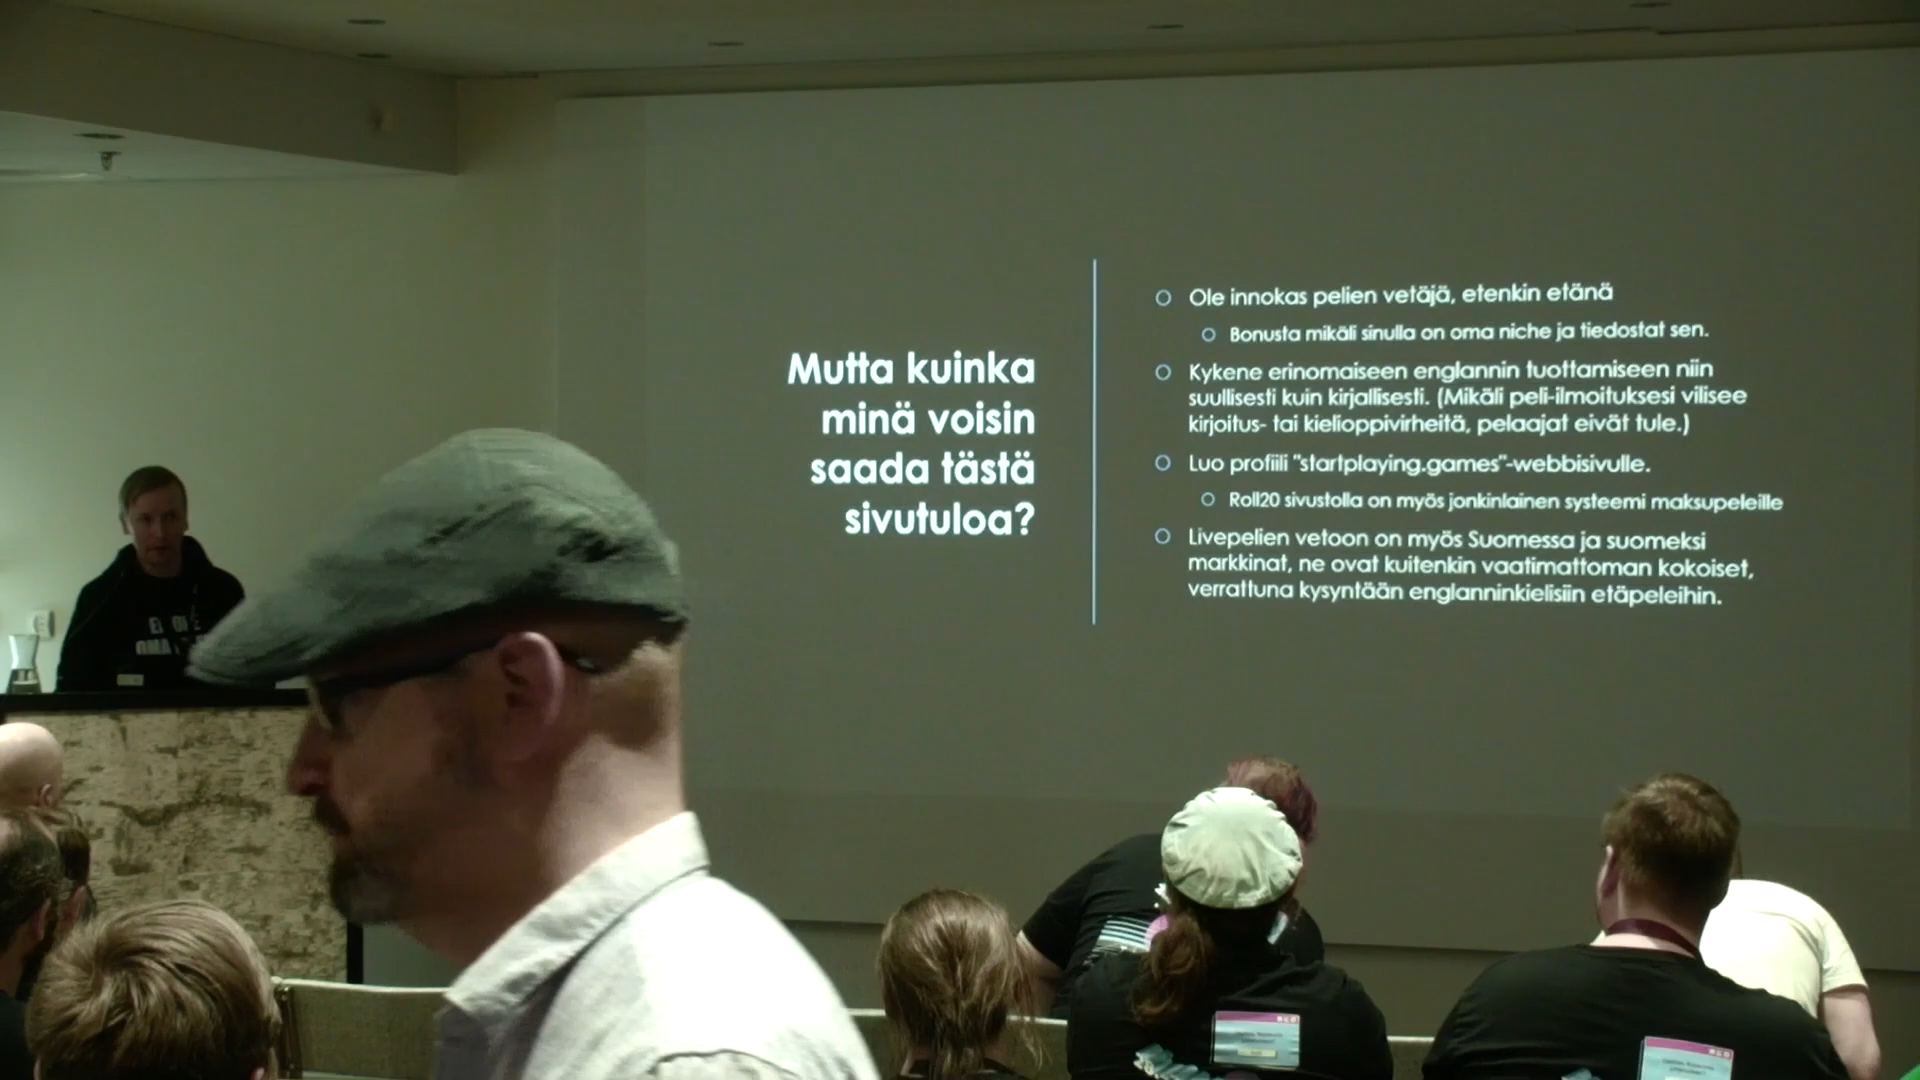 Mutta kuinka
minä voisin
saada tästä
sivutuloa?
Ole innokas pelien vetäjä, etenkin etänä
Bonusta mikäli sinulla on oma niche ja tiedostat sen.
Kykene erinomaiseen englannin tuottamiseen niin
suullisesti kuin kirjallisesti. (Mikäli peli-ilmoituksesi vilisee
kirjoitus- tai kielioppivirheitä, pelaajat eivät tule.)
Luo profiili "startplaying.games"-webbisivulle.
Roll20 sivustolla on myös jonkinlainen systeemi maksupeleille
Livepelien vetoon on myös Suomessa ja suomeksi
markkinat, ne ovat kuitenkin vaatimattoman kokoiset,
verrattuna kysyntään englanninkielisiin etäpeleihin.
OMA